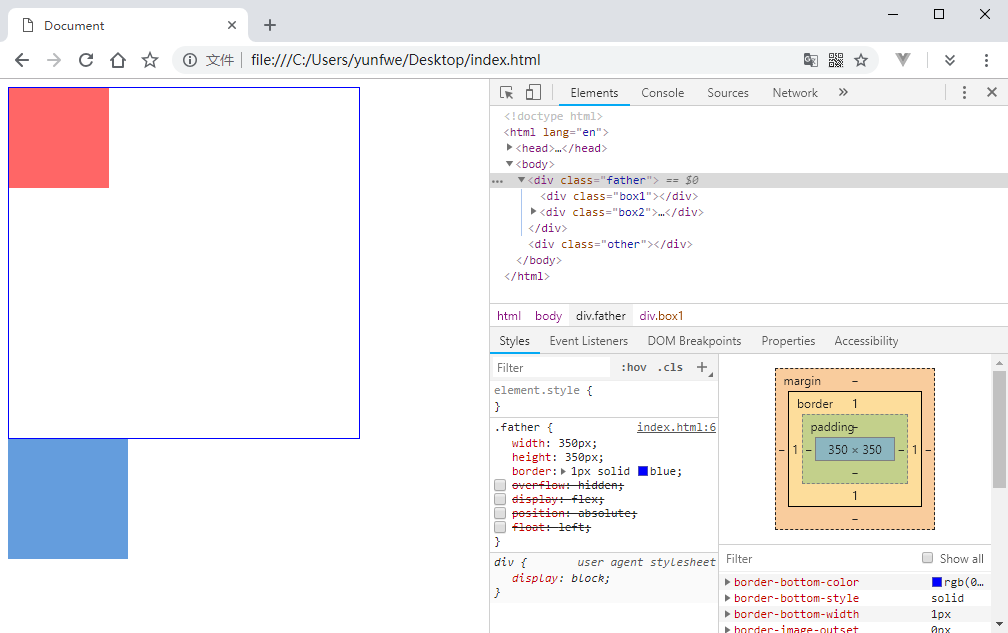 Document
文件 file:///C:/Users/yunfwe/Desktop/index.html
Elements Console Sources Network »
<!doctype html>
<html lang="en">
<head>…</head>
<body>
… <div class="father"> == $0
<div class="box1"></div>
<div class="box2">…</div>
</div>
<div class="other"></div>
</body>
</html>
html body div.father div.box1
Styles Event Listeners DOM Breakpoints Properties Accessibility
Filter :hov .cls +
element.style {
}
.father { index.html:6
width: 350px;
height: 350px;
border: 1px solid blue;
overflow: hidden;
display: flex;
position: absolute;
float: left;
}
div { user agent stylesheet
display: block;
}
margin –
border 1
padding –
– 1 – 350 × 350 – 1 –
–
1
–
Filter Show all
border-bottom-color rgb(0…
border-bottom-style solid
border-bottom-width 1px
border-image-outset 0px